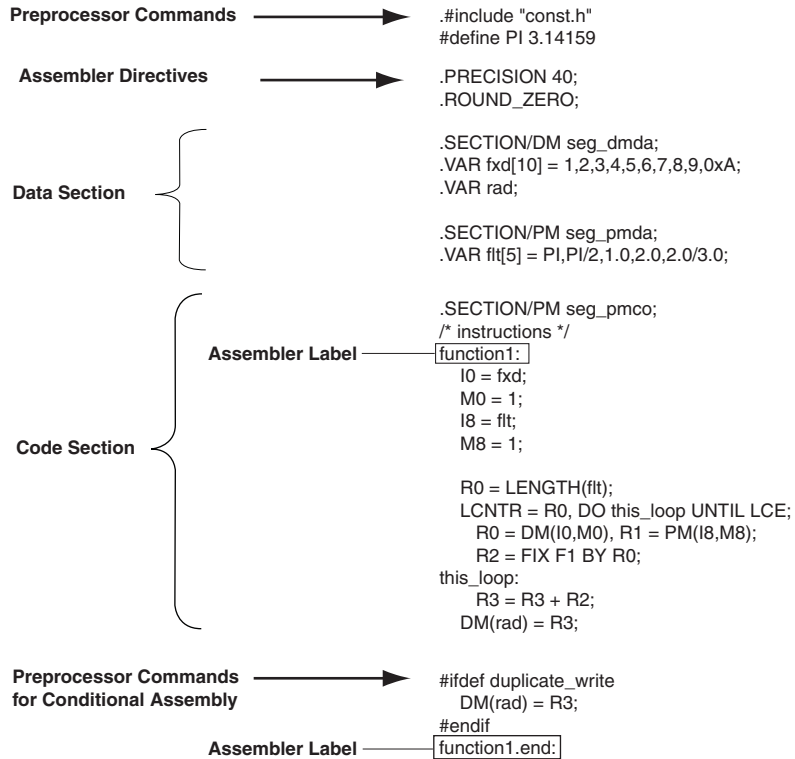 Preprocessor Commands .#include "const.h"
#define PI 3.14159
Assembler Directives .PRECISION 40;
.ROUND_ZERO;
.SECTION/DM seg_dmda;
.VAR fxd[10] = 1,2,3,4,5,6,7,8,9,0xA;
Data Section .VAR rad;
.SECTION/PM seg_pmda;
.VAR flt[5] = PI,PI/2,1.0,2.0,2.0/3.0;
.SECTION/PM seg_pmco;
/* instructions */
Assembler Label function1:
I0 = fxd;
M0 = 1;
I8 = flt;
Code Section M8 = 1;
R0 = LENGTH(flt);
LCNTR = R0, DO this_loop UNTIL LCE;
R0 = DM(I0,M0), R1 = PM(I8,M8);
R2 = FIX F1 BY R0;
this_loop:
R3 = R3 + R2;
DM(rad) = R3;
Preprocessor Commands #ifdef duplicate_write
for Conditional Assembly DM(rad) = R3;
#endif
Assembler Label function1.end: